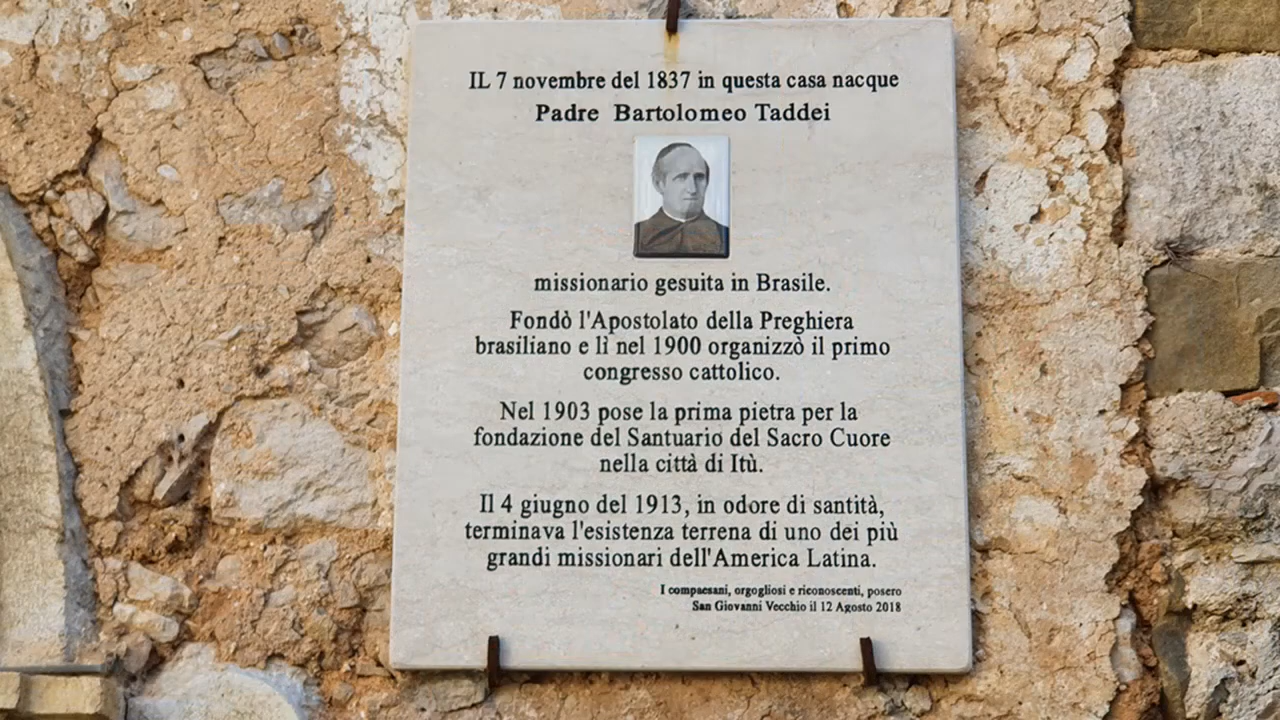 IL 7 novembre del 1837 in questa casa nacque
Padre Bartolomeo Taddei
missionario gesuita in Brasile.
Fondò l'Apostolato della Preghiera
brasiliano e lì nel 1900 organizzò il primo
congresso cattolico.
Nel 1903 pose la prima pietra per la
fondazione del Santuario del Sacro Cuore
nella città di Itù.
Il 4 giugno del 1913, in odore di santità,
terminava l'esistenza terrena di uno dei più
grandi missionari dell'America Latina.
I compaesani, orgogliosi e riconoscenti, posero
San Giovanni Vecchio il 12 Agosto 2018